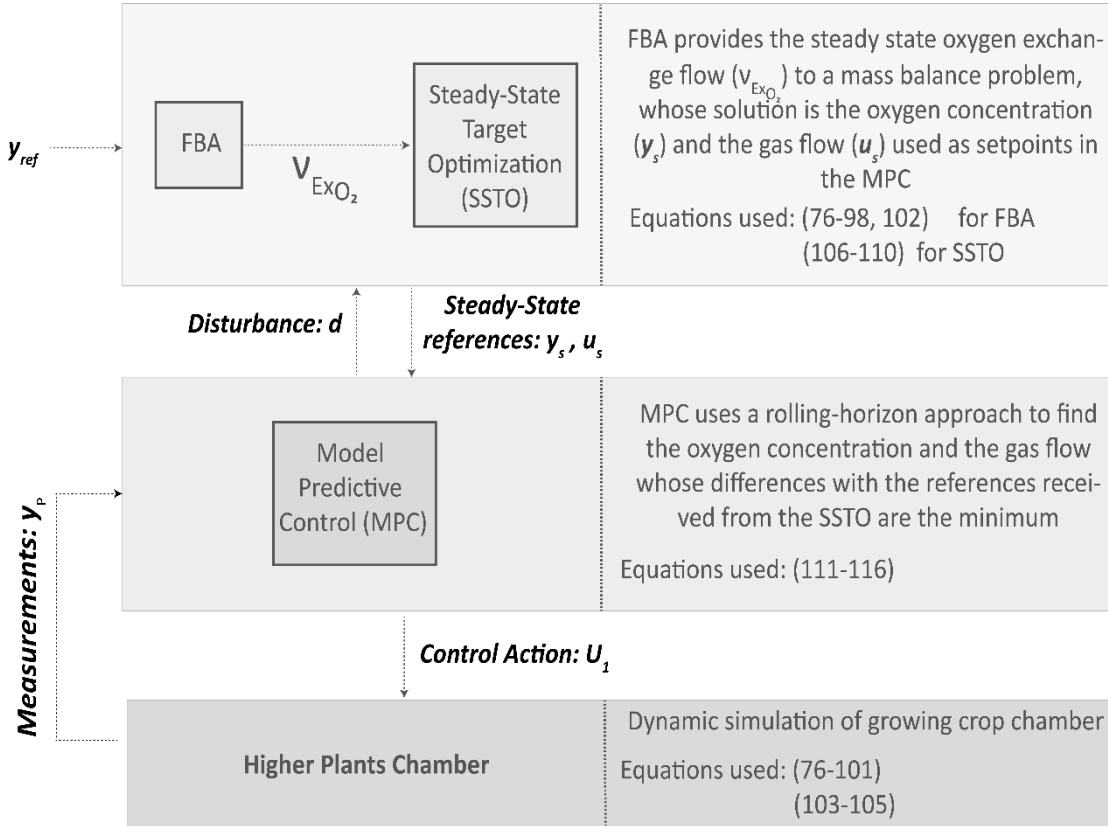 y_ref
FBA
V_ExO₂
Steady-State
Target
Optimization
(SSTO)
FBA provides the steady state oxygen exchan-
ge flow (v_ExO₂) to a mass balance problem,
whose solution is the oxygen concentration
(y_s) and the gas flow (u_s) used as setpoints in
the MPC
Equations used: (76-98, 102) for FBA
(106-110) for SSTO
Disturbance: d
Steady-State
references: y_s , u_s
Model
Predictive
Control (MPC)
MPC uses a rolling-horizon approach to find
the oxygen concentration and the gas flow
whose differences with the references recei-
ved from the SSTO are the minimum
Equations used: (111-116)
Measurements: y_P
Control Action: U_1
Higher Plants Chamber
Dynamic simulation of growing crop chamber
Equations used: (76-101)
(103-105)